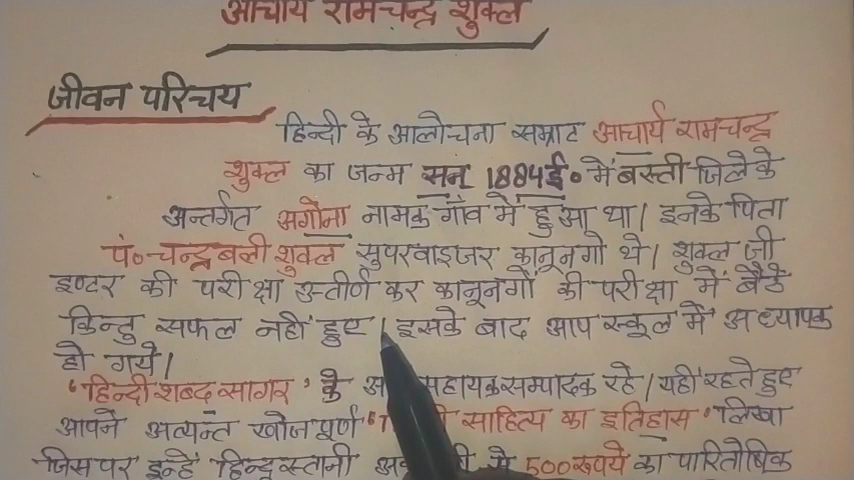 आचार्य रामचन्द्र शुक्ल
जीवन परिचय
हिन्दी के आलोचना सम्राट आचार्य रामचन्द्र
शुक्ल का जन्म सन् 1884ई० में बस्ती जिले के
अन्तर्गत अगोना नामक गाँव में हुआ था। इनके पिता
पं० चन्द्रबली शुक्ल सुपरवाइजर कानूनगो थे। शुक्ल जी
इण्टर की परीक्षा उत्तीर्ण कर कानूनगो की परीक्षा में बैठे
किन्तु सफल नहीं हुए। इसके बाद आप स्कूल में अध्यापक
हो गये।
'हिन्दी शब्द सागर' के सहायक सम्पादक रहे। यहीं रहते हुए
आपने अत्यन्त खोजपूर्ण साहित्य का इतिहास' लिखा
जिस पर इन्हें हिन्दुस्तानी से 500 रूपये का पारितोषिक